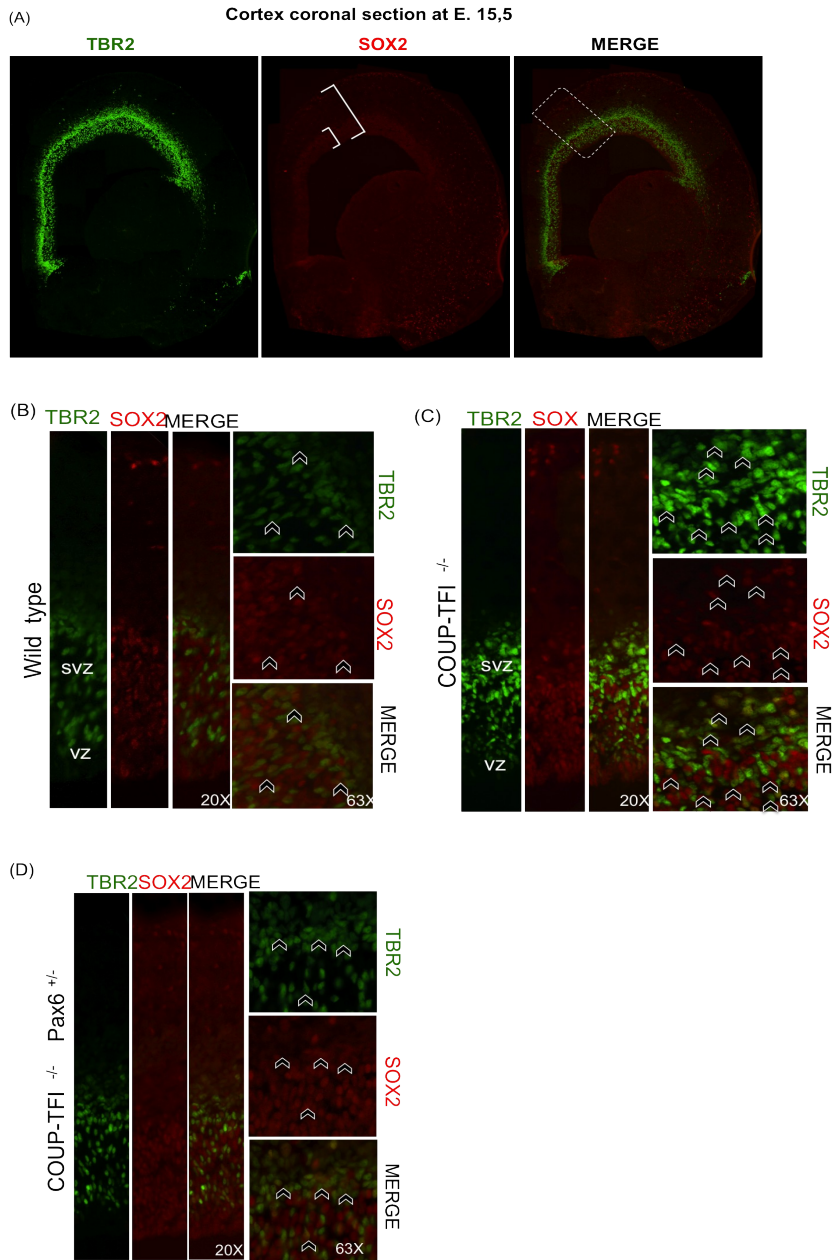 (A)
Cortex coronal section at E. 15,5
TBR2 SOX2 MERGE
(B)
TBR2 SOX2 MERGE
Wild type
svz
vz
20X
TBR2
SOX2
MERGE
63X
(C)
TBR2 SOX MERGE
COUP-TFI -/-
svz
vz
20X
TBR2
SOX2
MERGE
63X
(D)
TBR2 SOX2 MERGE
COUP-TFI -/- Pax6 +/-
20X
TBR2
SOX2
MERGE
63X